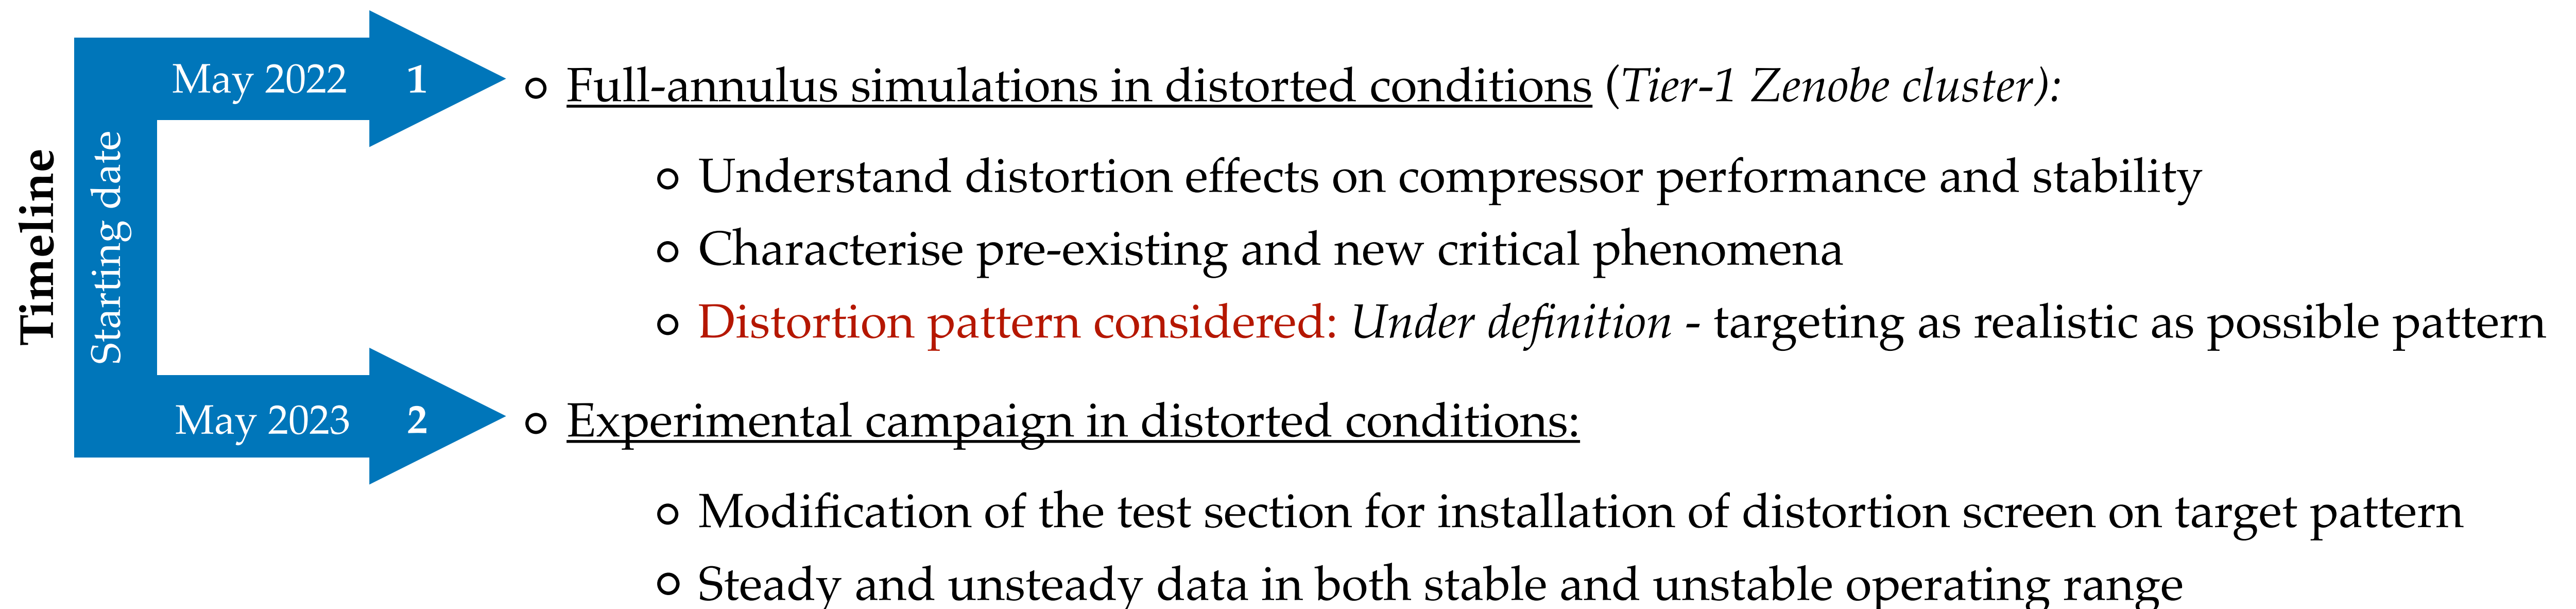 Timeline
Starting date
May 2022 1
Full-annulus simulations in distorted conditions (Tier-1 Zenobe cluster):
Understand distortion effects on compressor performance and stability
Characterise pre-existing and new critical phenomena
Distortion pattern considered: Under definition - targeting as realistic as possible pattern
May 2023 2
Experimental campaign in distorted conditions:
Modification of the test section for installation of distortion screen on target pattern
Steady and unsteady data in both stable and unstable operating range